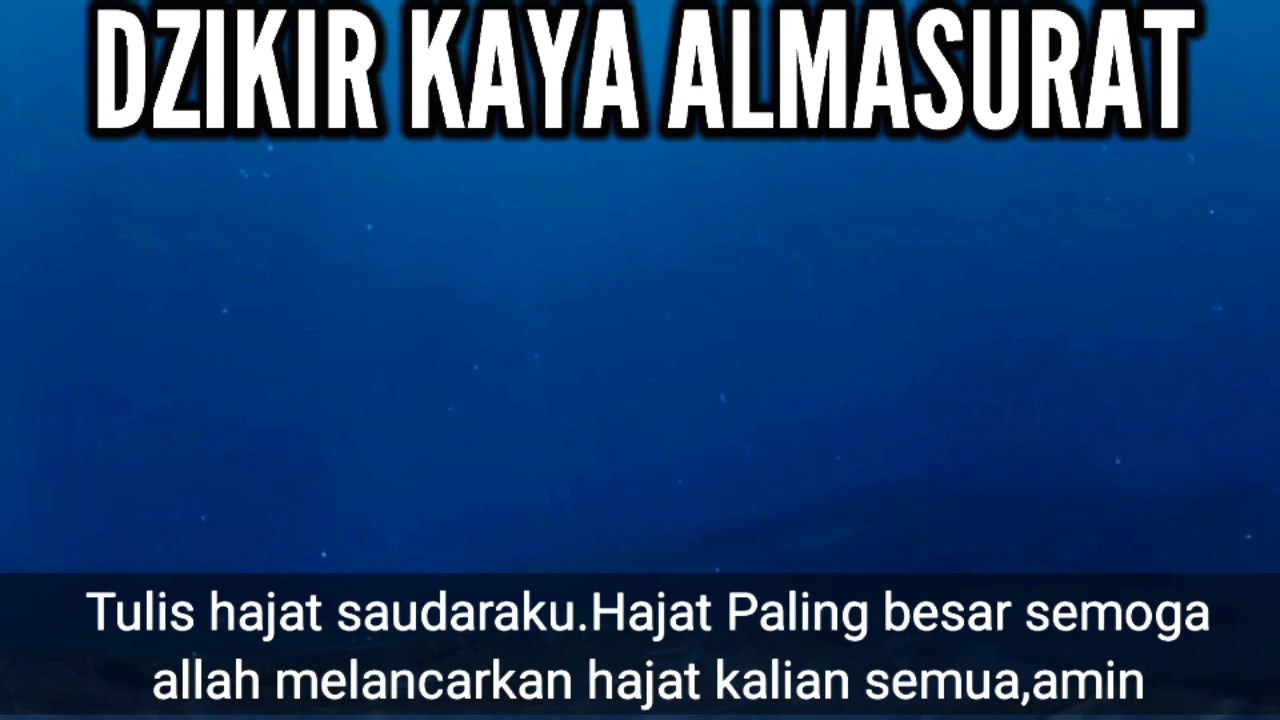 DZIKIR KAYA ALMASURAT
Tulis hajat saudaraku.Hajat Paling besar semoga
allah melancarkan hajat kalian semua,amin